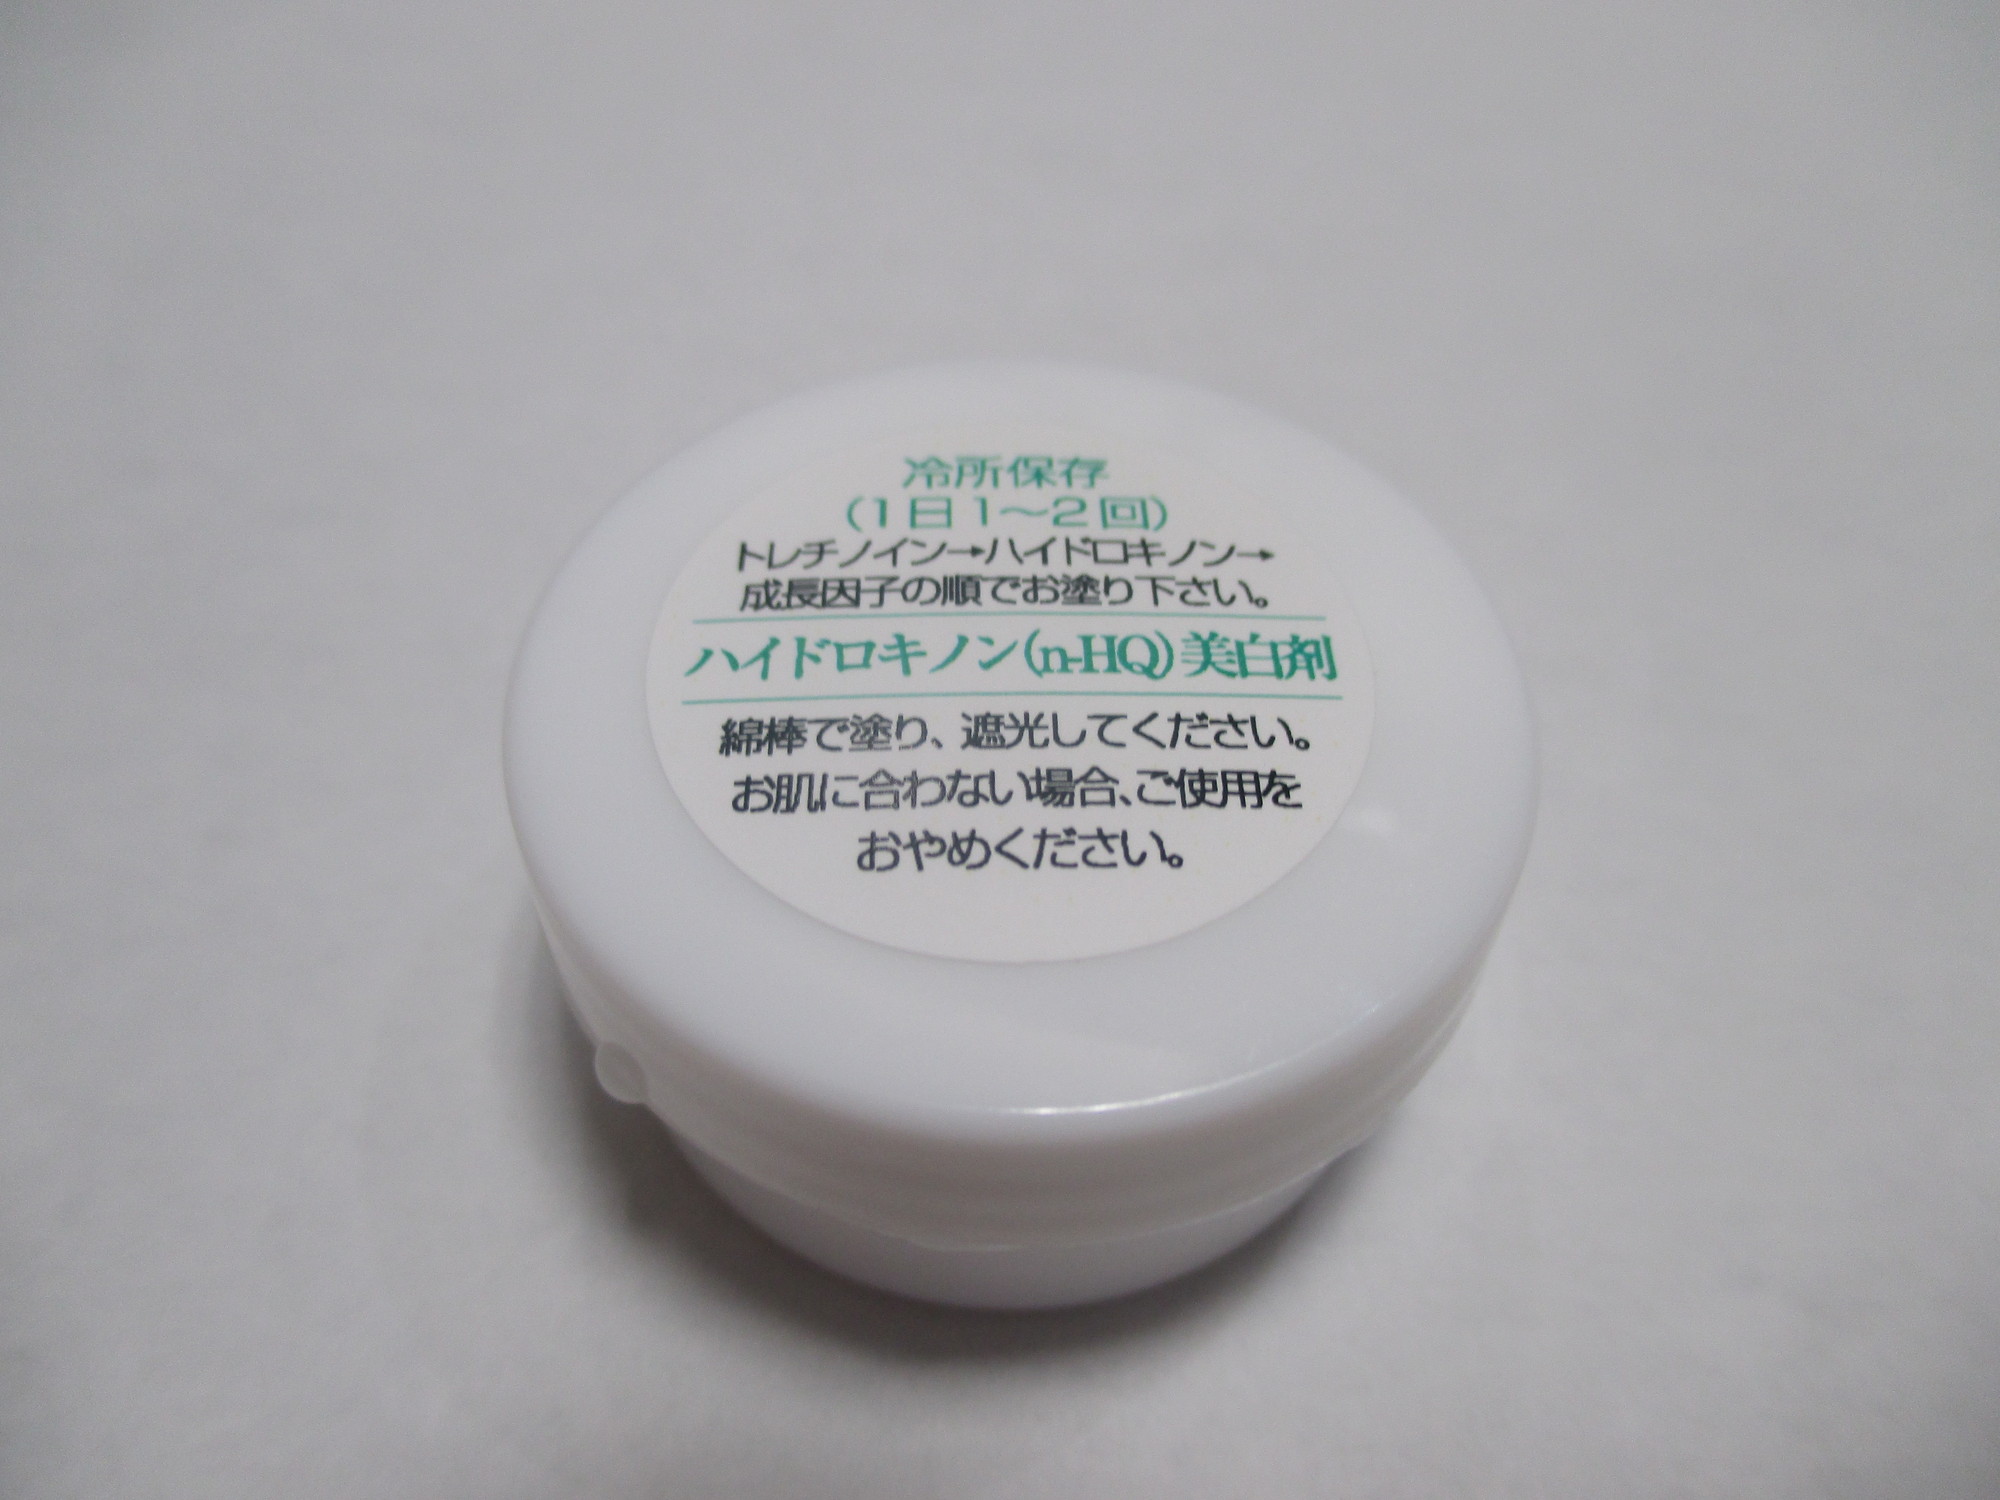 冷所保存
(1日1～2回)
トレチノイン→ハイドロキノン→
成長因子の順でお塗り下さい。
ハイドロキノン(n-HQ)美白剤
綿棒で塗り、遮光してください。
お肌に合わない場合、ご使用を
おやめください。